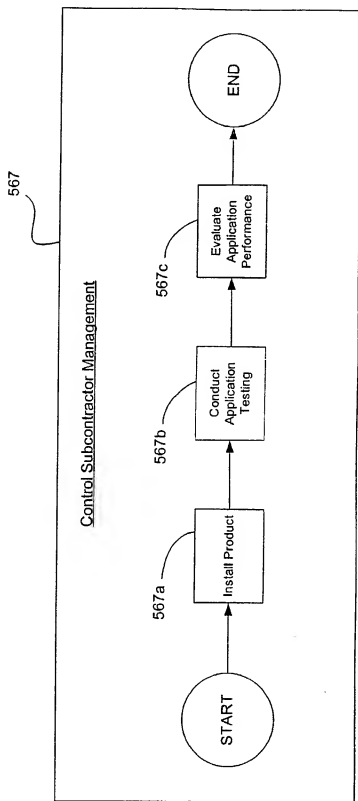 567
Control Subcontractor Management
START
567a
Install Product
567b
Conduct
Application
Testing
567c
Evaluate
Application
Performance
END